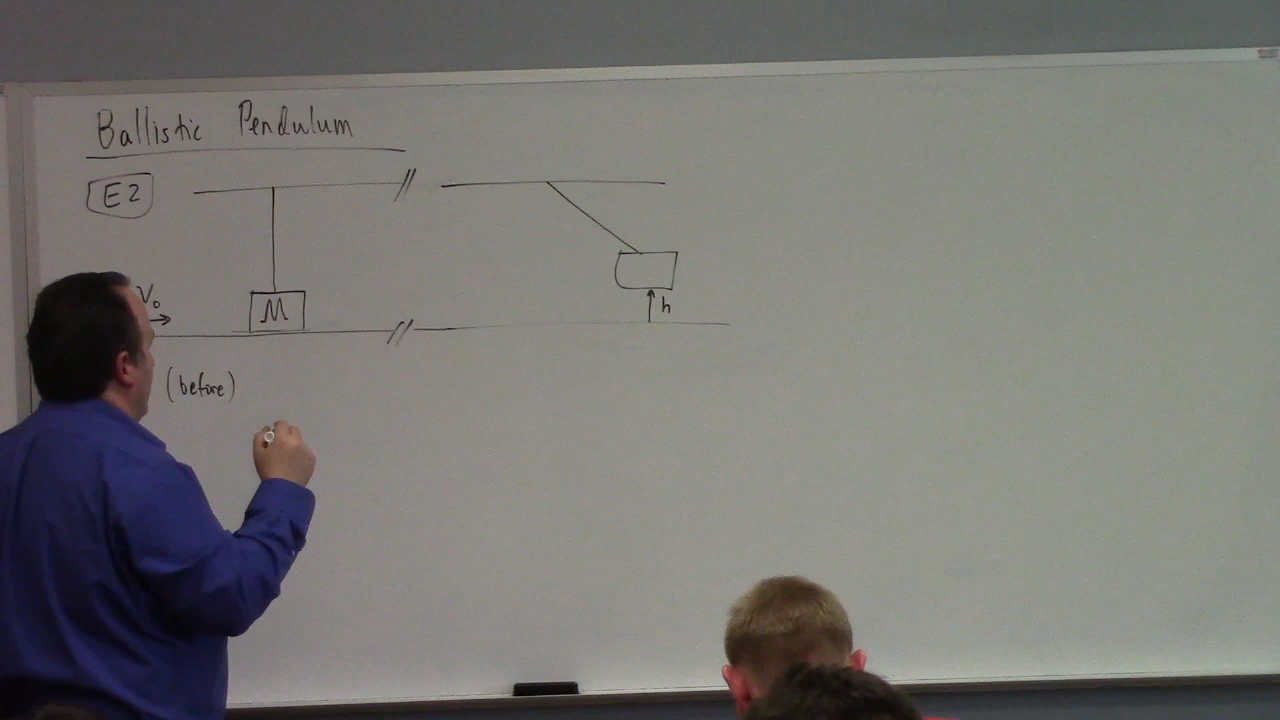 Ballistic Pendulum
E2
V₀
M
h
(before)